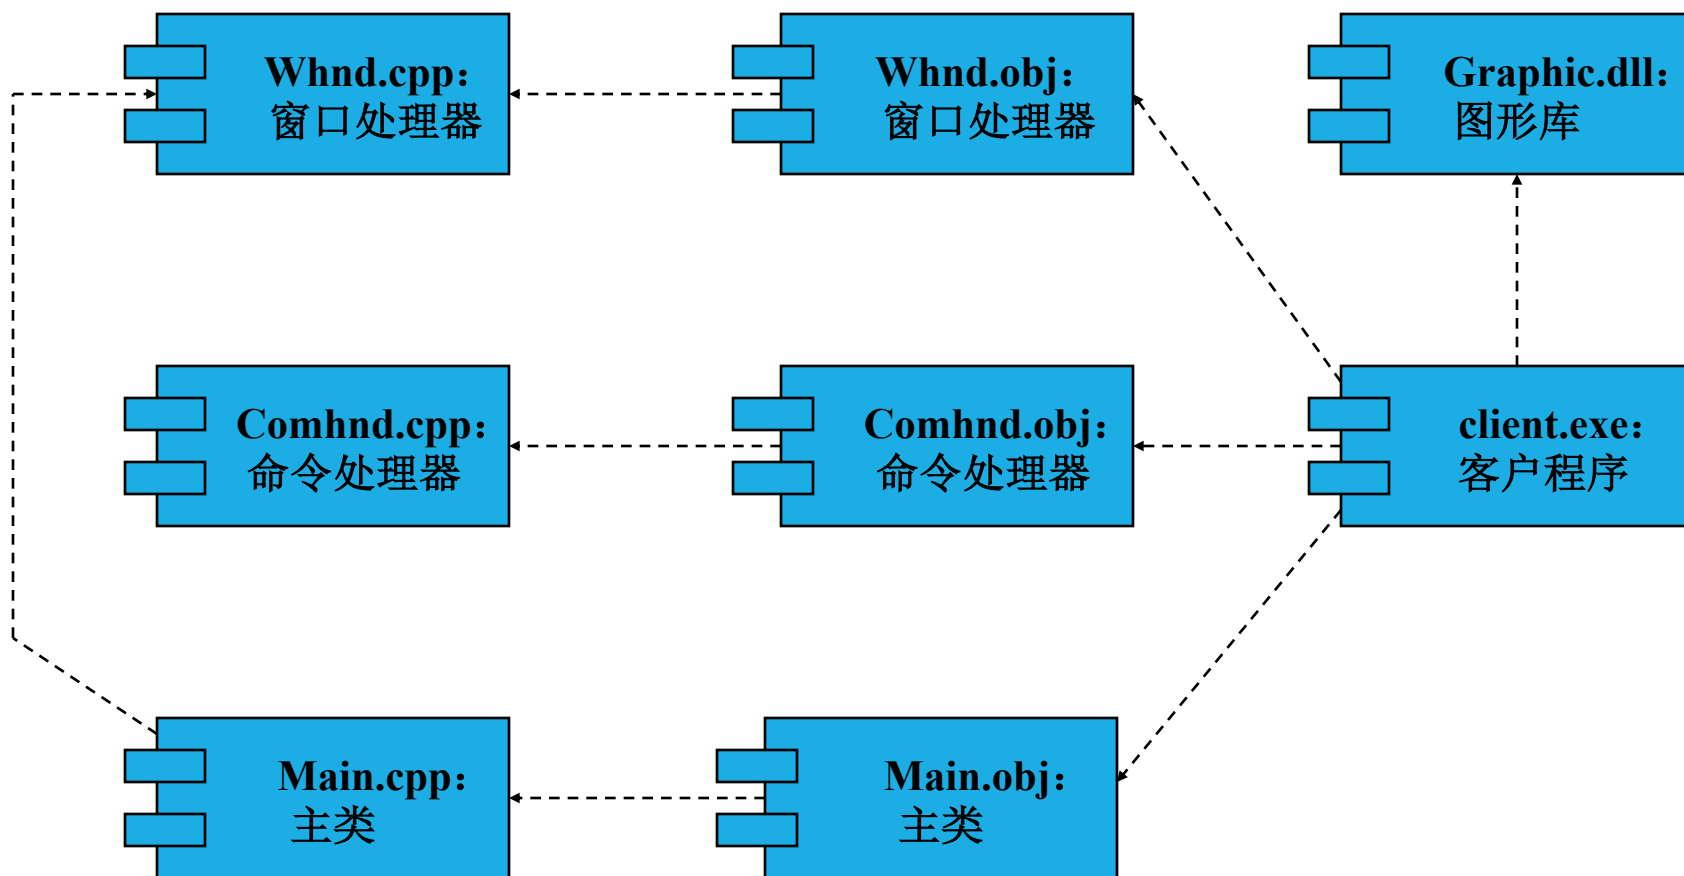 Whnd.cpp：
窗口处理器
Whnd.obj：
窗口处理器
Graphic.dll：
图形库
Comhnd.cpp：
命令处理器
Comhnd.obj：
命令处理器
client.exe：
客户程序
Main.cpp：
主类
Main.obj：
主类